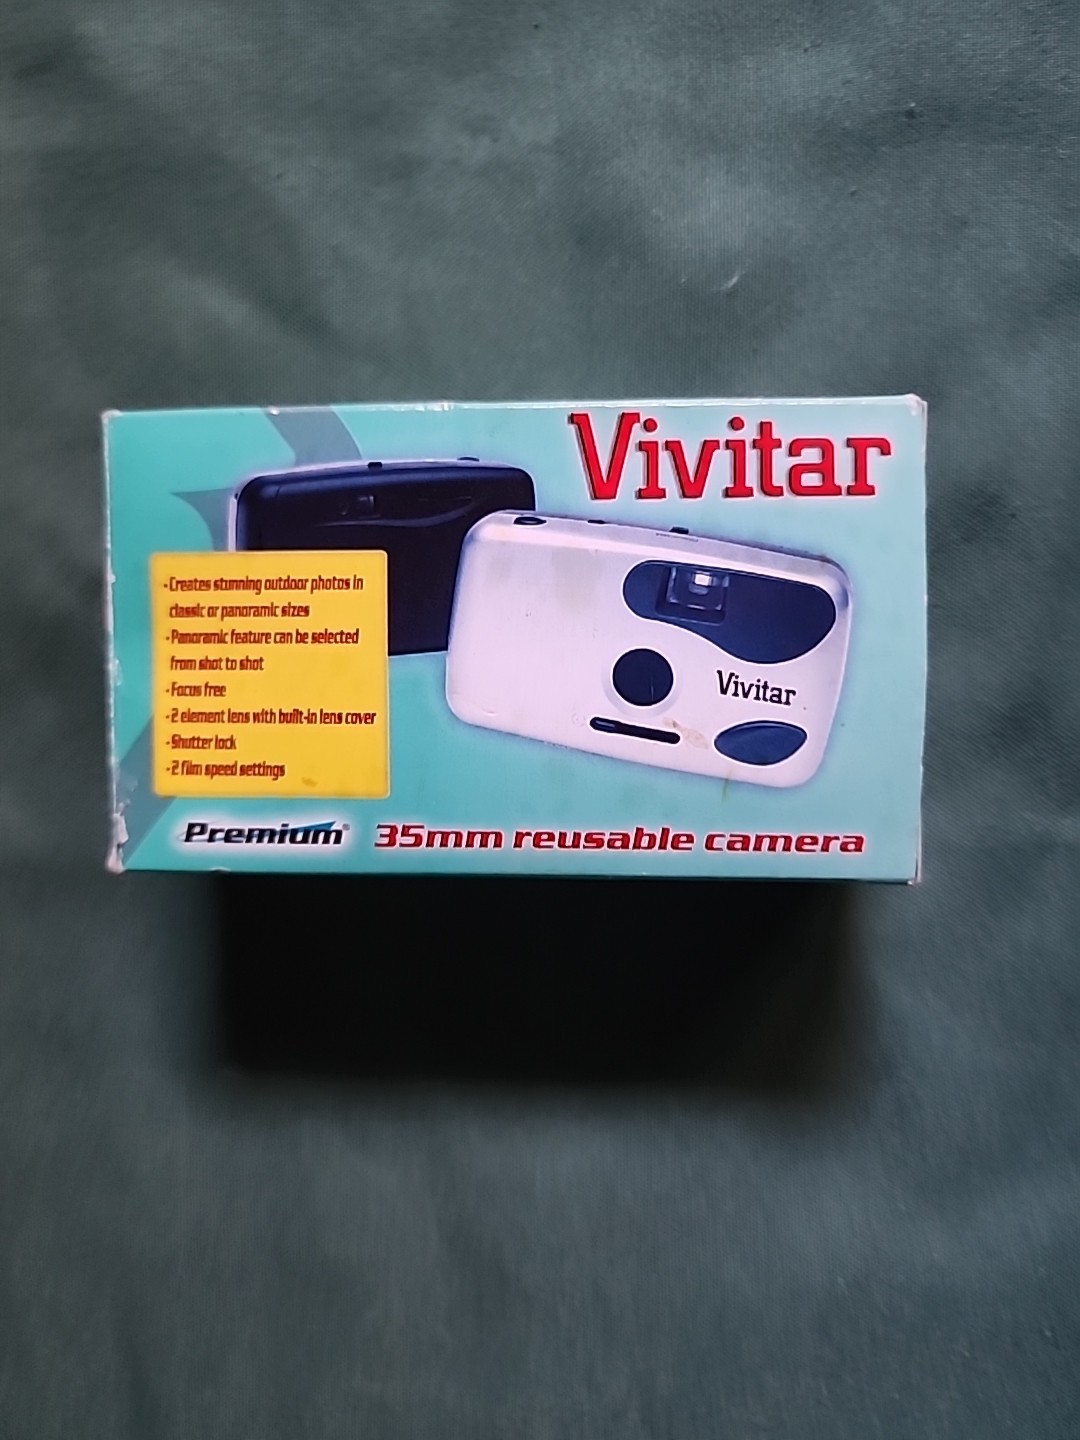 Vivitar
- Creates stunning outdoor photos in
classic or panoramic sizes
- Panoramic feature can be selected
from shot to shot
- Focus free
- 2 element lens with built-in lens cover
- Shutter lock
- 2 film speed settings
Vivitar
Premium® 35mm reusable camera